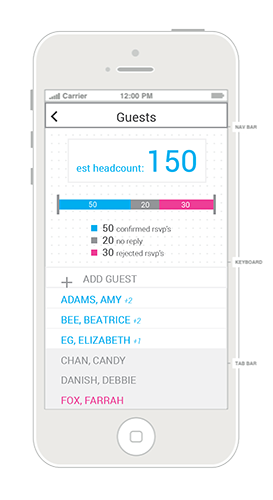 Carrier 12:00 PM
Guests
NAV BAR
est headcount: 150
50 20 30
50 confirmed rsvp's
20 no reply
30 rejected rsvp's
KEYBOARD
+ ADD GUEST
ADAMS, AMY +2
BEE, BEATRICE +2
EG, ELIZABETH +1
CHAN, CANDY
TAB BAR
DANISH, DEBBIE
FOX, FARRAH